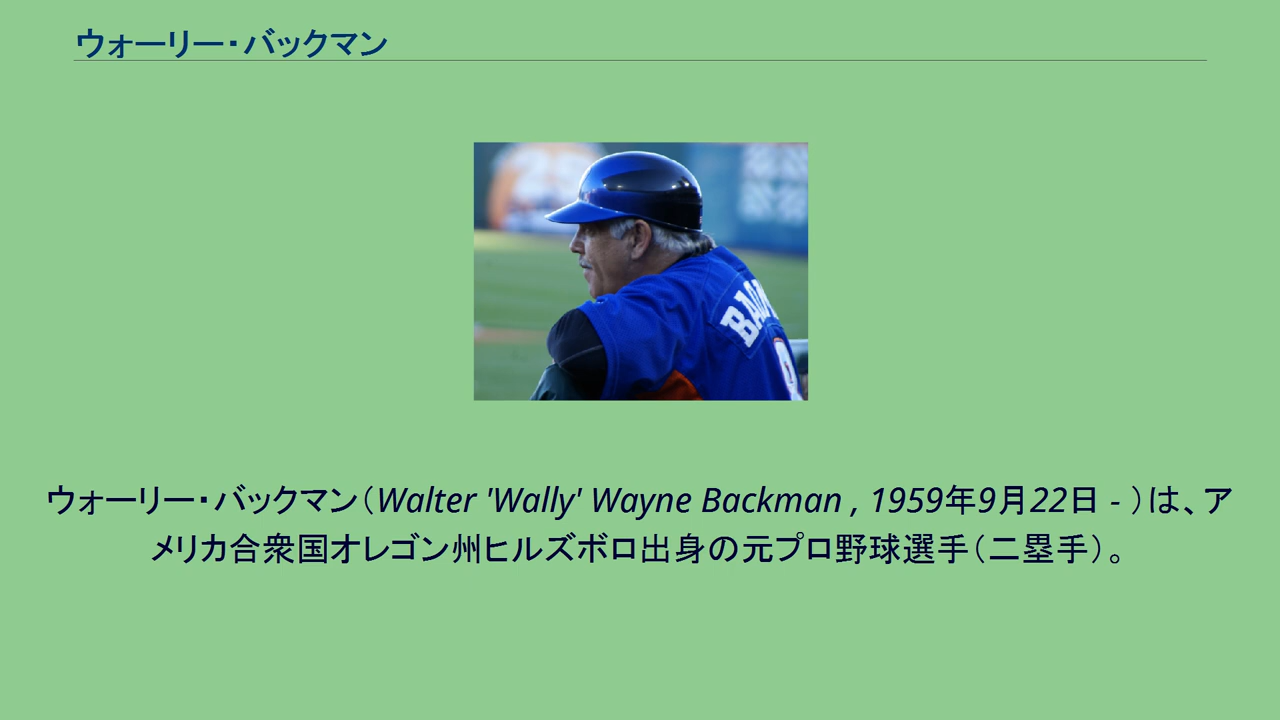 ウォーリー・バックマン
ウォーリー・バックマン（Walter 'Wally' Wayne Backman , 1959年9月22日 - ）は、ア
メリカ合衆国オレゴン州ヒルズボロ出身の元プロ野球選手（二塁手）。